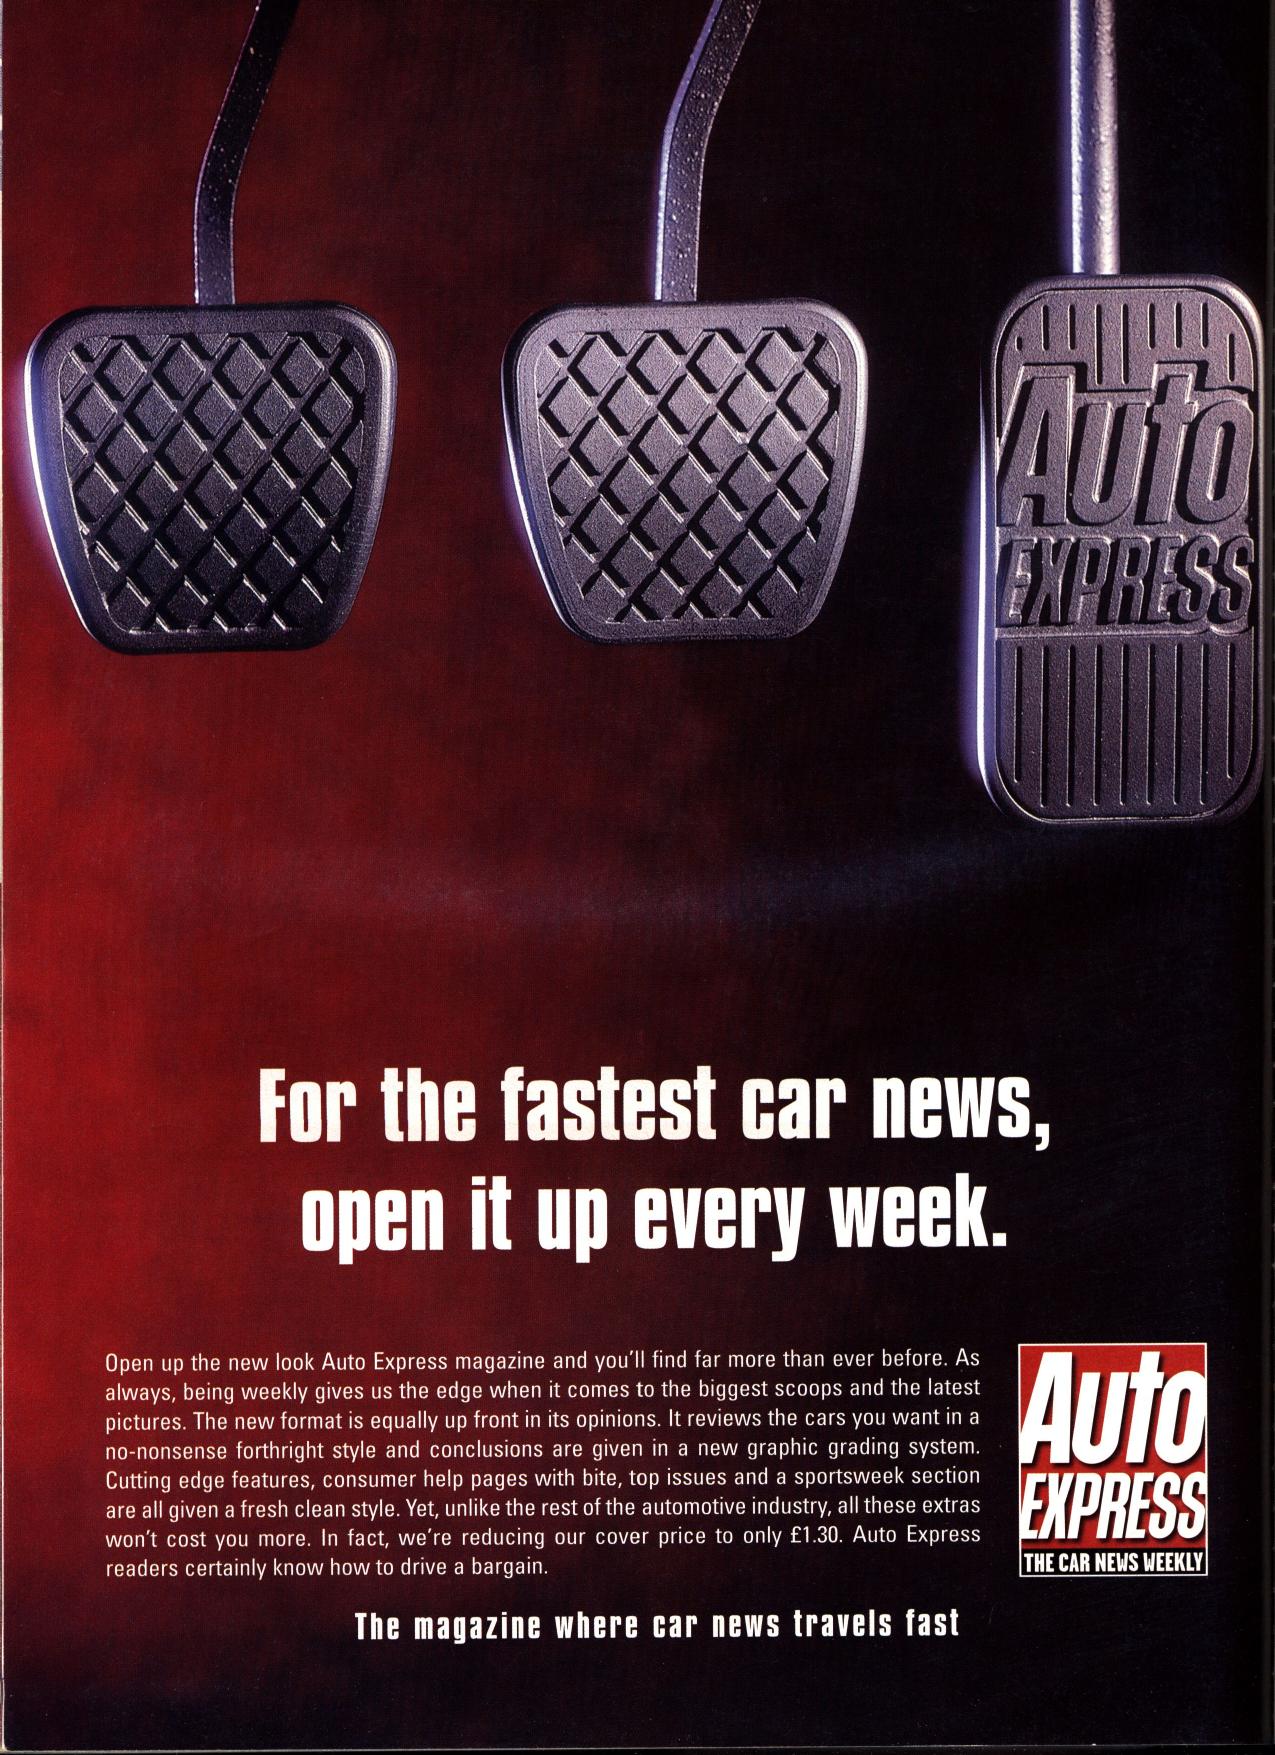 Auto
EXPRESS
For the fastest car news,
open it up every week.
Open up the new look Auto Express magazine and you'll find far more than ever before. As
always, being weekly gives us the edge when it comes to the biggest scoops and the latest
pictures. The new format is equally up front in its opinions. It reviews the cars you want in a
no-nonsense forthright style and conclusions are given in a new graphic grading system.
Cutting edge features, consumer help pages with bite, top issues and a sportsweek section
are all given a fresh clean style. Yet, unlike the rest of the automotive industry, all these extras
won't cost you more. In fact, we're reducing our cover price to only £1.30. Auto Express
readers certainly know how to drive a bargain.
Auto
EXPRESS
THE CAR NEWS WEEKLY
The magazine where car news travels fast